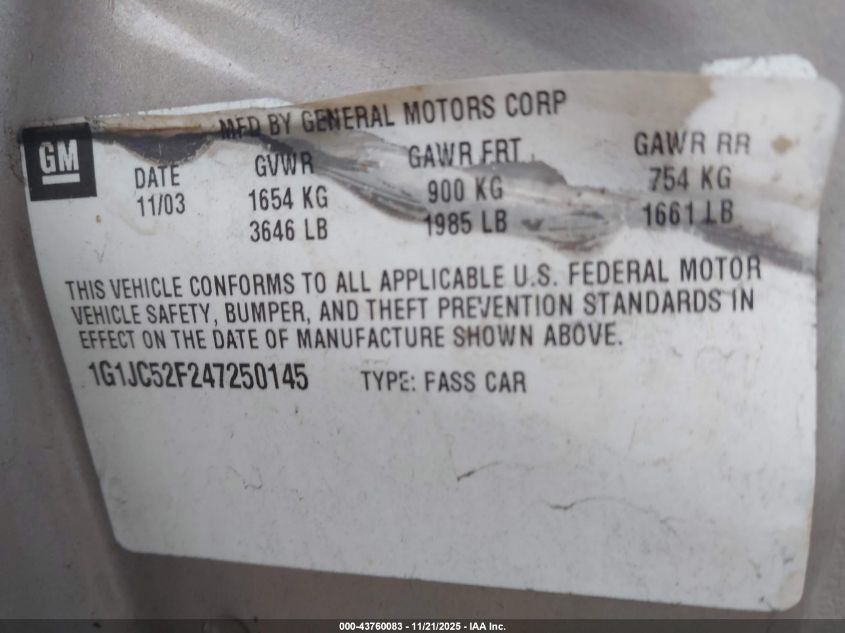 MFD BY GENERAL MOTORS CORP
GM
DATE GVWR GAWR FRT GAWR RR
11/03 1654 KG 900 KG 754 KG
3646 LB 1985 LB 1661 LB
THIS VEHICLE CONFORMS TO ALL APPLICABLE U.S. FEDERAL MOTOR
VEHICLE SAFETY, BUMPER, AND THEFT PREVENTION STANDARDS IN
EFFECT ON THE DATE OF MANUFACTURE SHOWN ABOVE.
1G1JC52F247250145 TYPE: PASS CAR
000-43760083 - 11/21/2025 - IAA Inc.